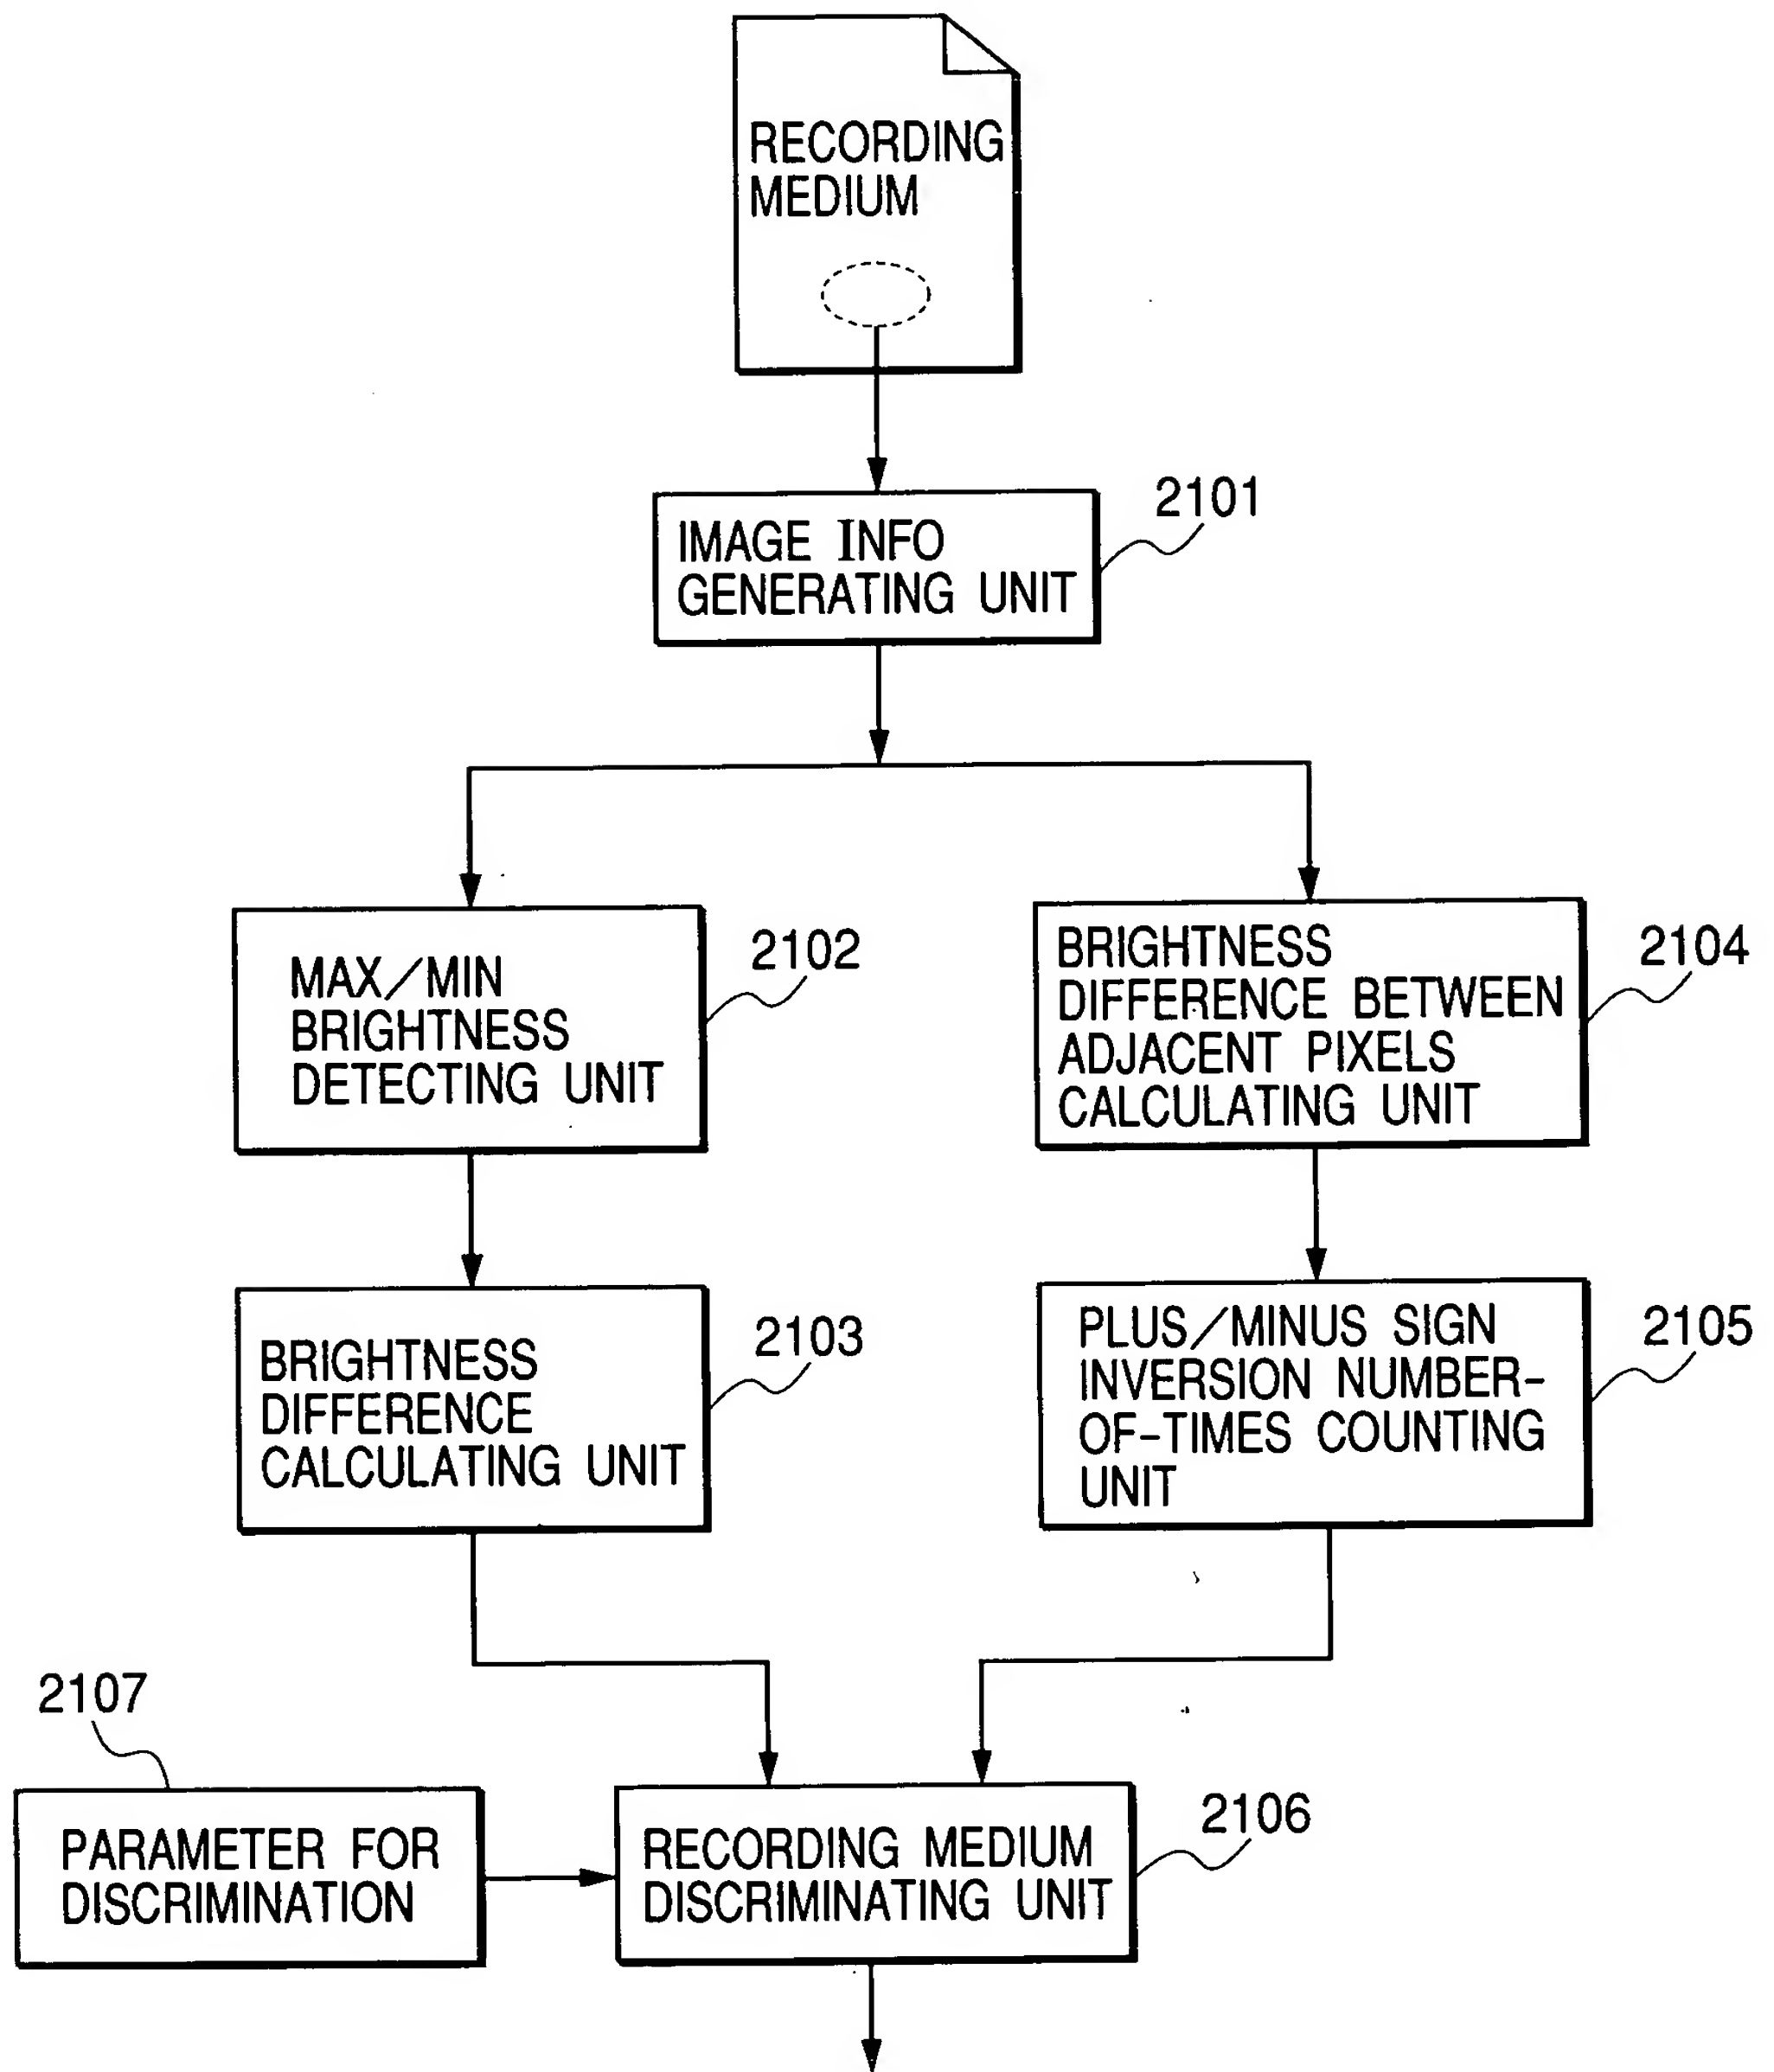 RECORDING
MEDIUM
2101
IMAGE INFO
GENERATING UNIT
2102
MAX/MIN
BRIGHTNESS
DETECTING UNIT
2104
BRIGHTNESS
DIFFERENCE BETWEEN
ADJACENT PIXELS
CALCULATING UNIT
2103
BRIGHTNESS
DIFFERENCE
CALCULATING UNIT
2105
PLUS/MINUS SIGN
INVERSION NUMBER-
OF-TIMES COUNTING
UNIT
2107
PARAMETER FOR
DISCRIMINATION
2106
RECORDING MEDIUM
DISCRIMINATING UNIT